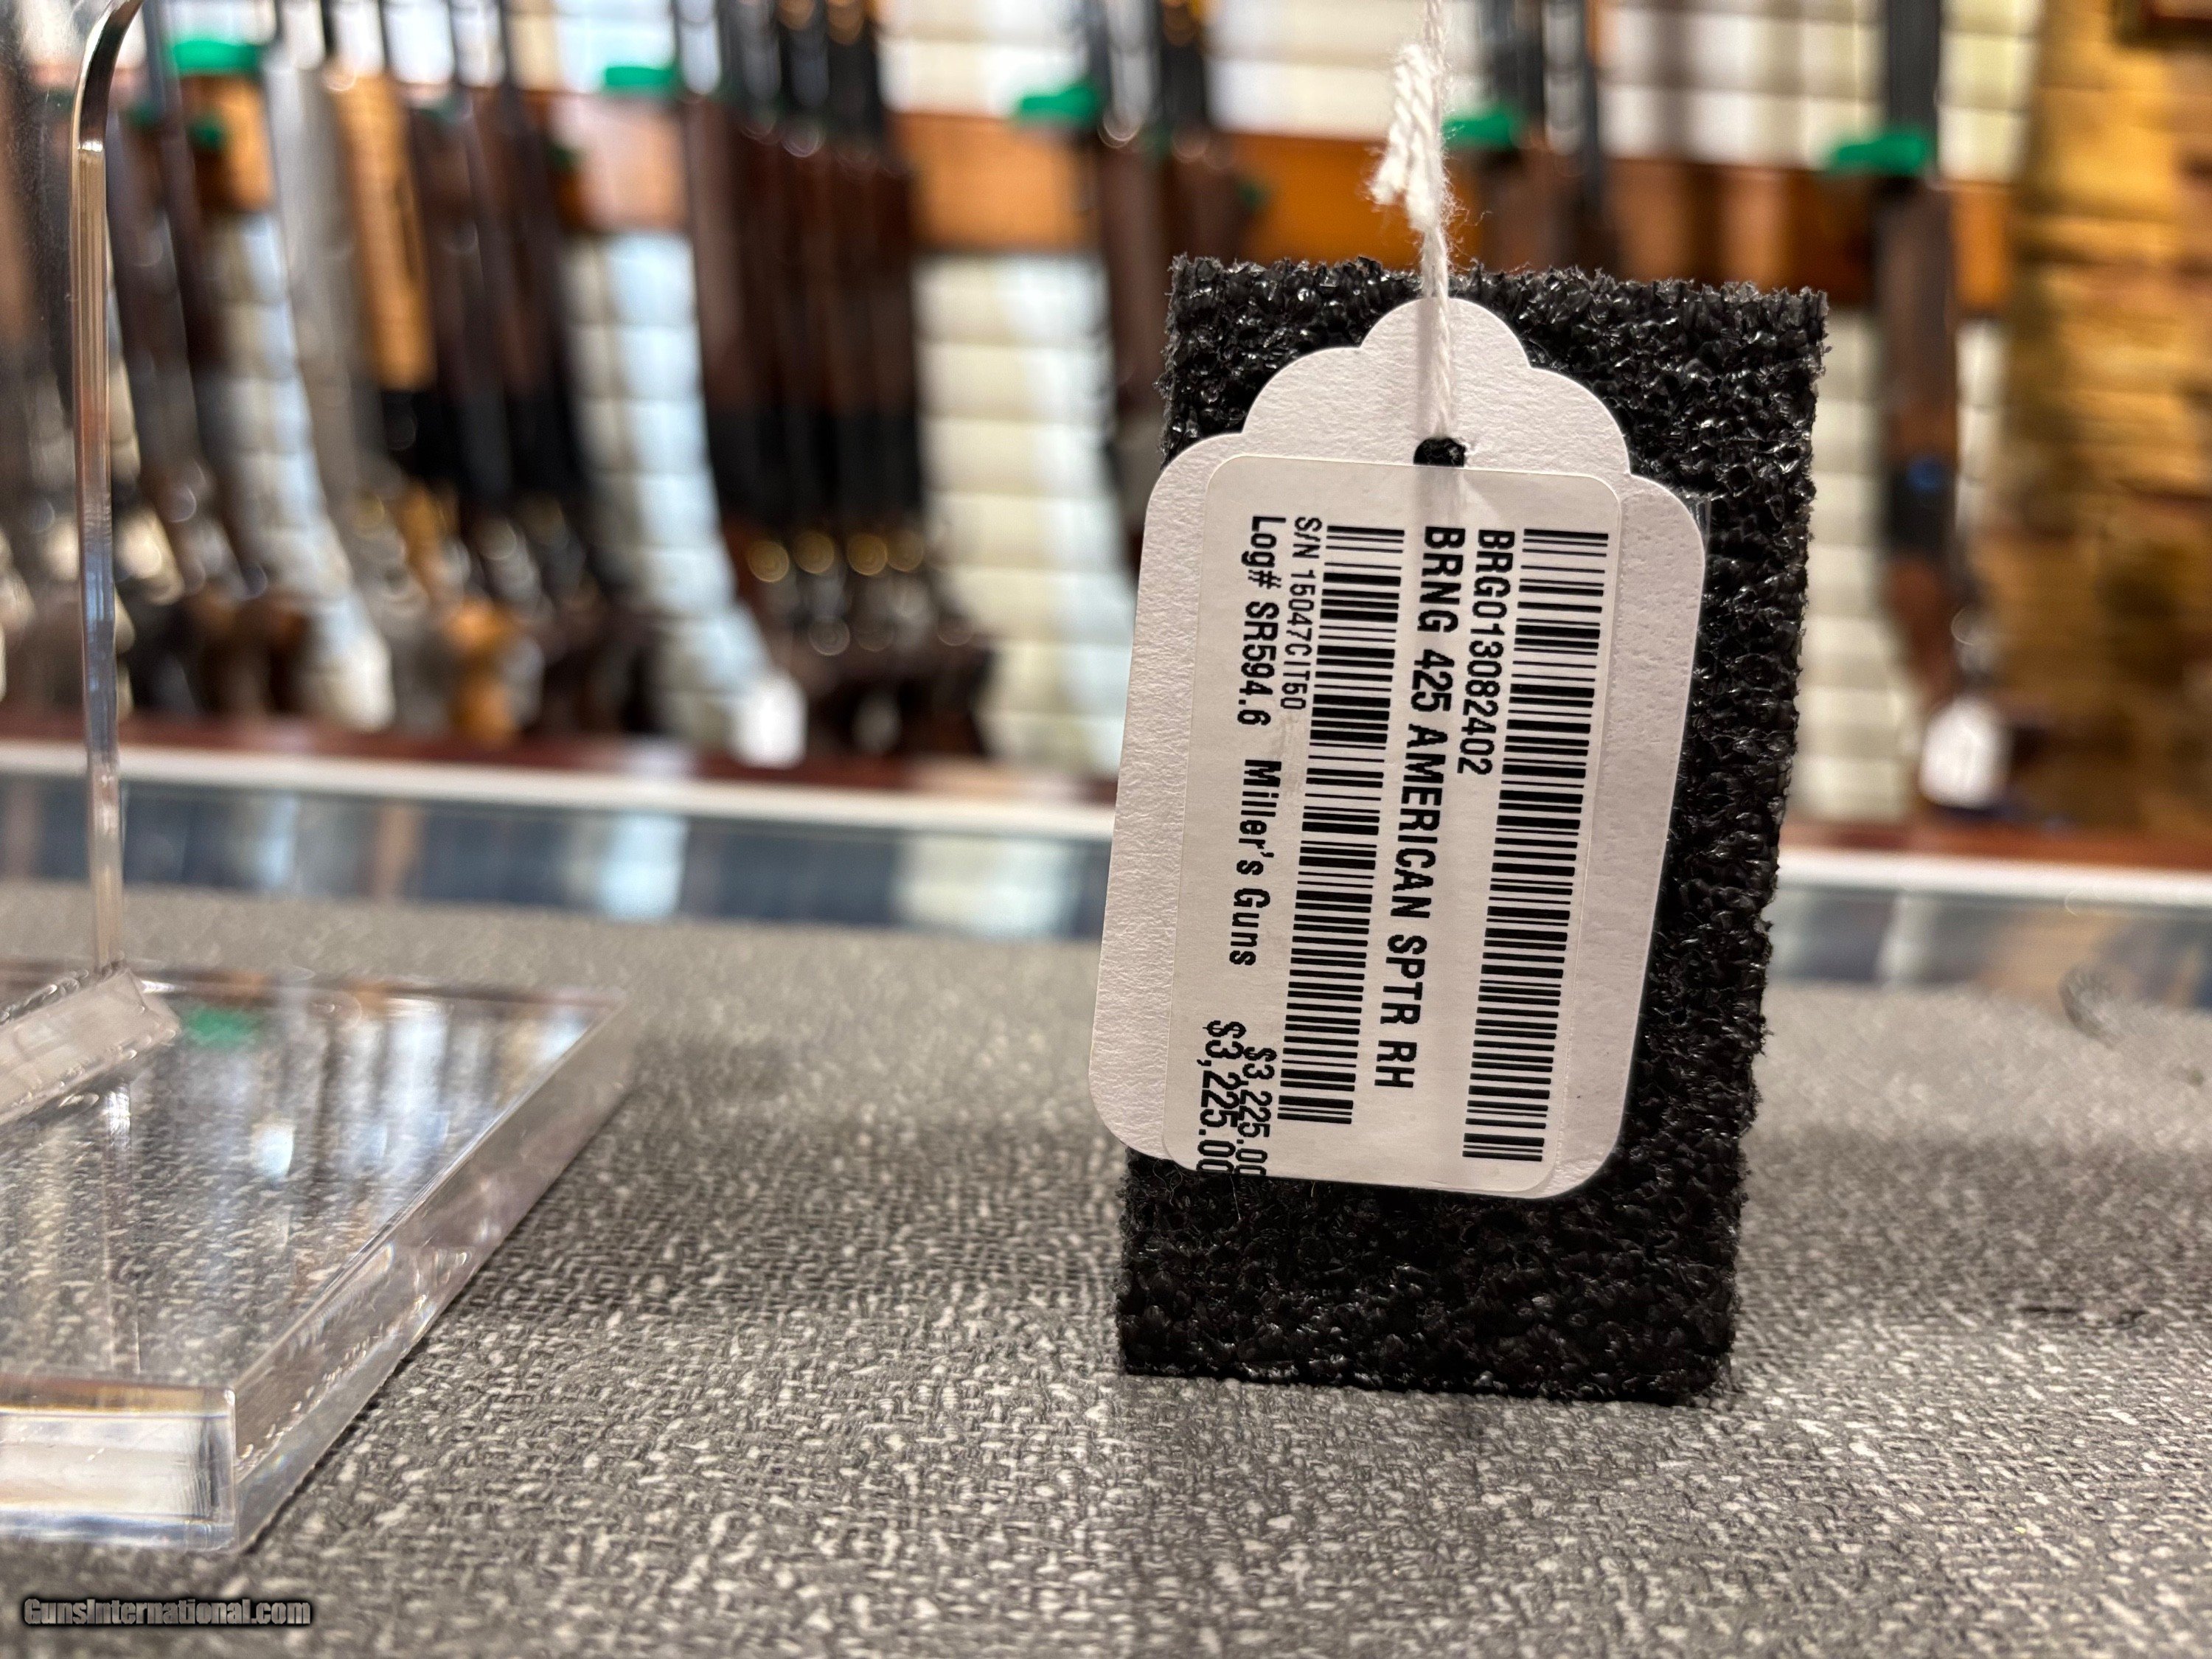 BRG013082402
BRNG 425 AMERICAN SPTR RH
S/N 15047CIT50
$3,225.00
Log# SR594.6 Miller's Guns
$3,225.00
GunsInternational.com